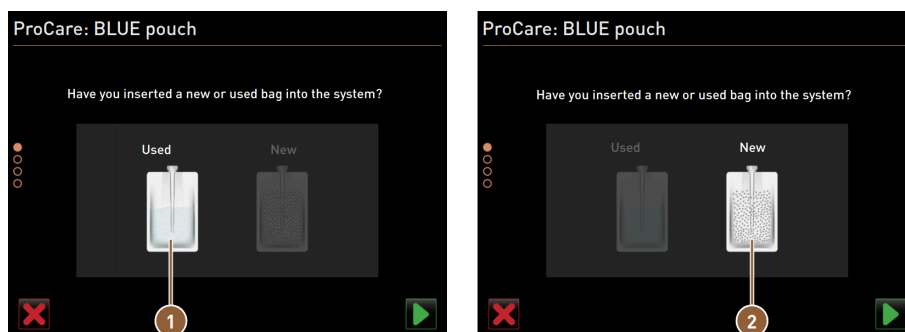 ProCare: BLUE pouch
Have you inserted a new or used bag into the system?
Used New
1
ProCare: BLUE pouch
Have you inserted a new or used bag into the system?
Used New
2